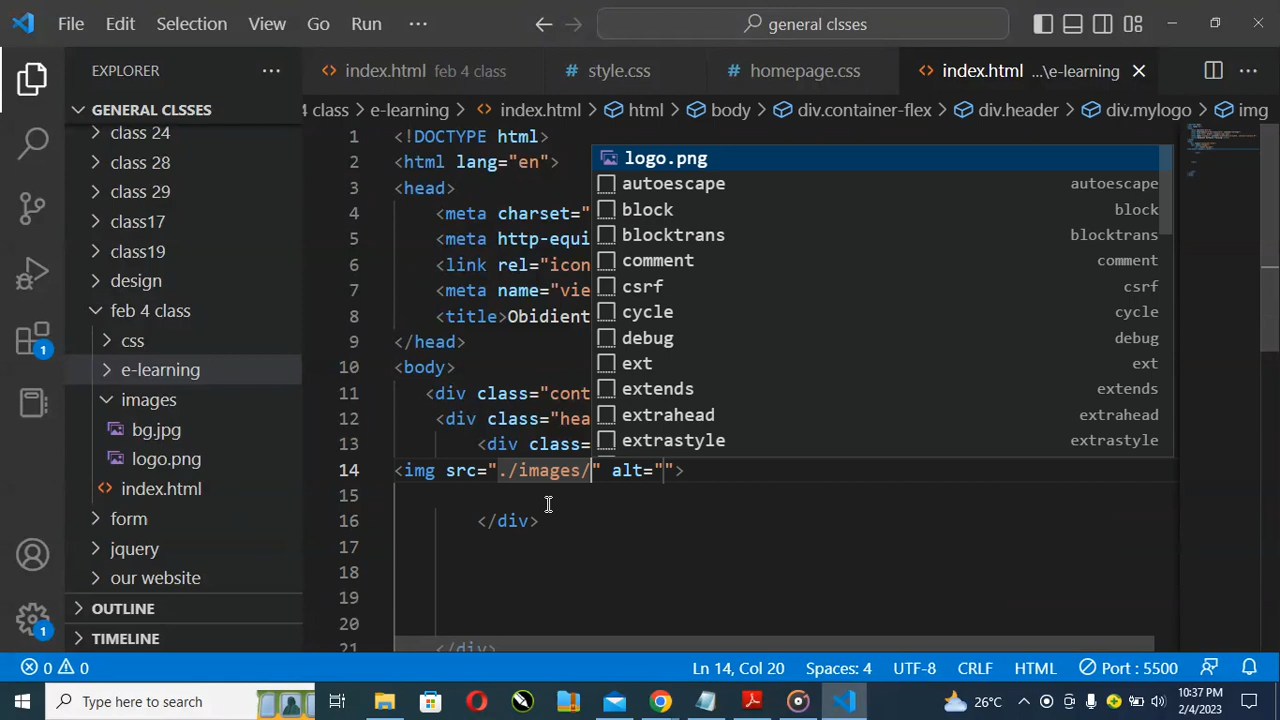 File Edit Selection View Go Run ··· general clsses
EXPLORER ···
GENERAL CLSSES
class 24
class 28
class 29
class17
class19
design
feb 4 class
css
e-learning
images
bg.jpg
logo.png
index.html
form
jquery
our website
OUTLINE
TIMELINE
index.html feb 4 class style.css homepage.css index.html ...\e-learning
4 class > e-learning > index.html > html > body > div.container-flex > div.header > div.mylogo > img
1 <!DOCTYPE html>
2 <html lang="en">
3 <head>
4 <meta charset="
5 <meta http-equi
6 <link rel="icon
7 <meta name="vie
8 <title>Obidient
9 </head>
10 <body>
11 <div class="cont
12 <div class="hea
13 <div class=
14 <img src="./images/" alt="">
15
16 </div>
17
18
19
20
21 </div>
logo.png
autoescape autoescape
block block
blocktrans blocktrans
comment comment
csrf csrf
cycle cycle
debug debug
ext ext
extends extends
extrahead extrahead
extrastyle extrastyle
0 0 Ln 14, Col 20 Spaces: 4 UTF-8 CRLF HTML Port : 5500
1
1
Type here to search 26°C 10:37 PM
2/4/2023